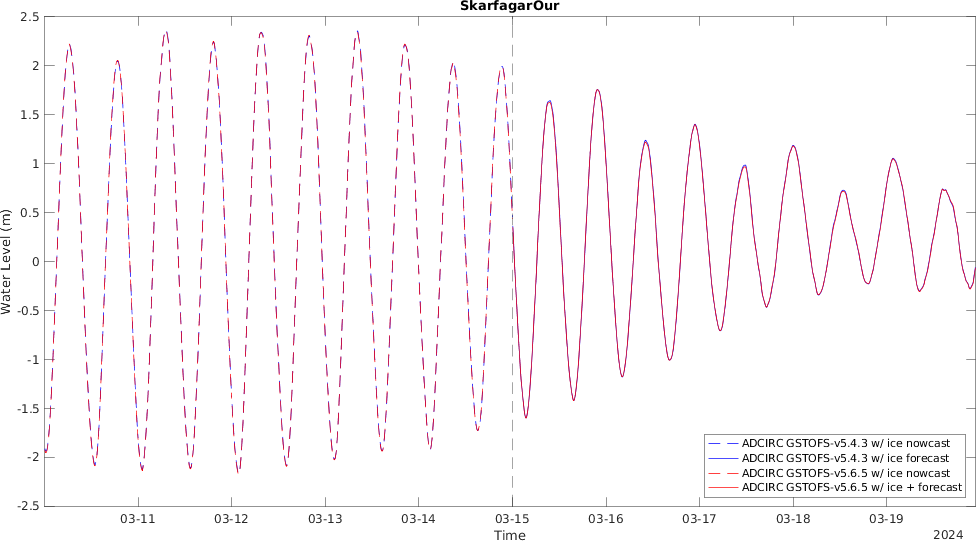 SkarfagarOur
2.5
2
1.5
1
0.5
0
-0.5
-1
-1.5
-2
-2.5
Water Level (m)
ADCIRC GSTOFS-v5.4.3 w/ ice nowcast
ADCIRC GSTOFS-v5.4.3 w/ ice forecast
ADCIRC GSTOFS-v5.6.5 w/ ice nowcast
ADCIRC GSTOFS-v5.6.5 w/ ice + forecast
03-11 03-12 03-13 03-14 03-15 03-16 03-17 03-18 03-19
Time
2024